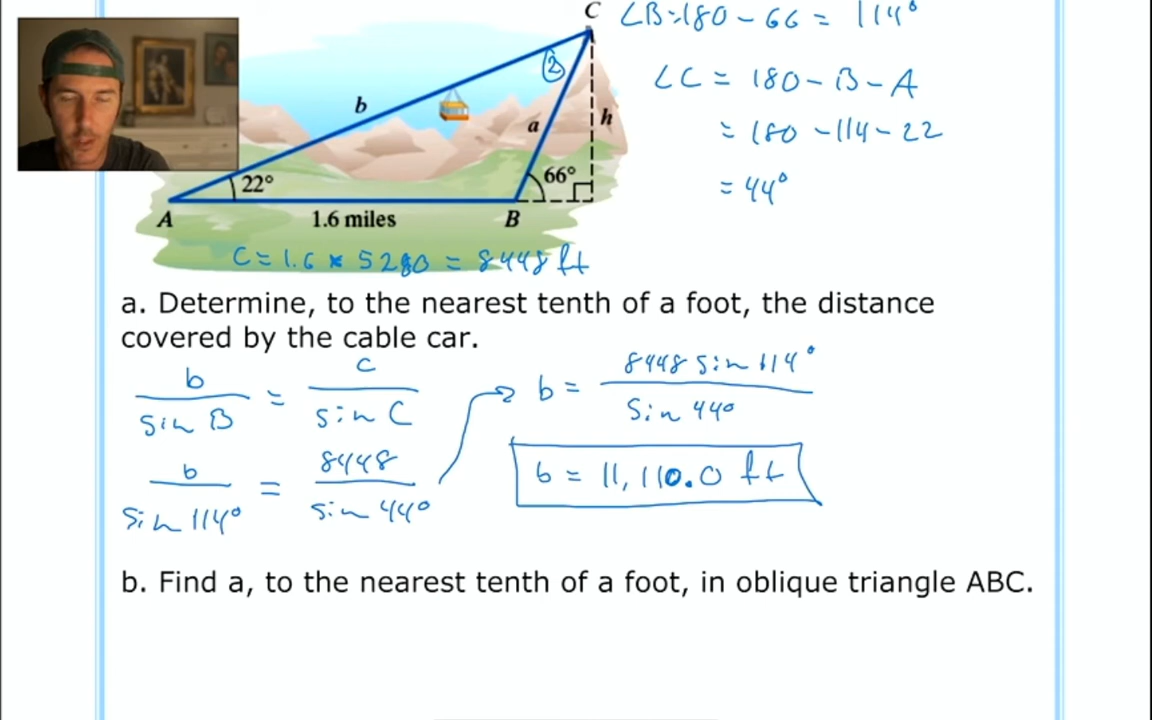 C ∠B=180-66 = 114°
∠C = 180-B-A
b
a
h
= 180-114-22
22°
66°
= 44°
A 1.6 miles B
C=1.6 * 5280 = 8448 ft
a. Determine, to the nearest tenth of a foot, the distance
covered by the cable car.
b/sin B = c/sin C
b = 8448 sin 114°/sin 44°
b/sin 114° = 8448/sin 44°
b = 11,110.0 ft
b. Find a, to the nearest tenth of a foot, in oblique triangle ABC.